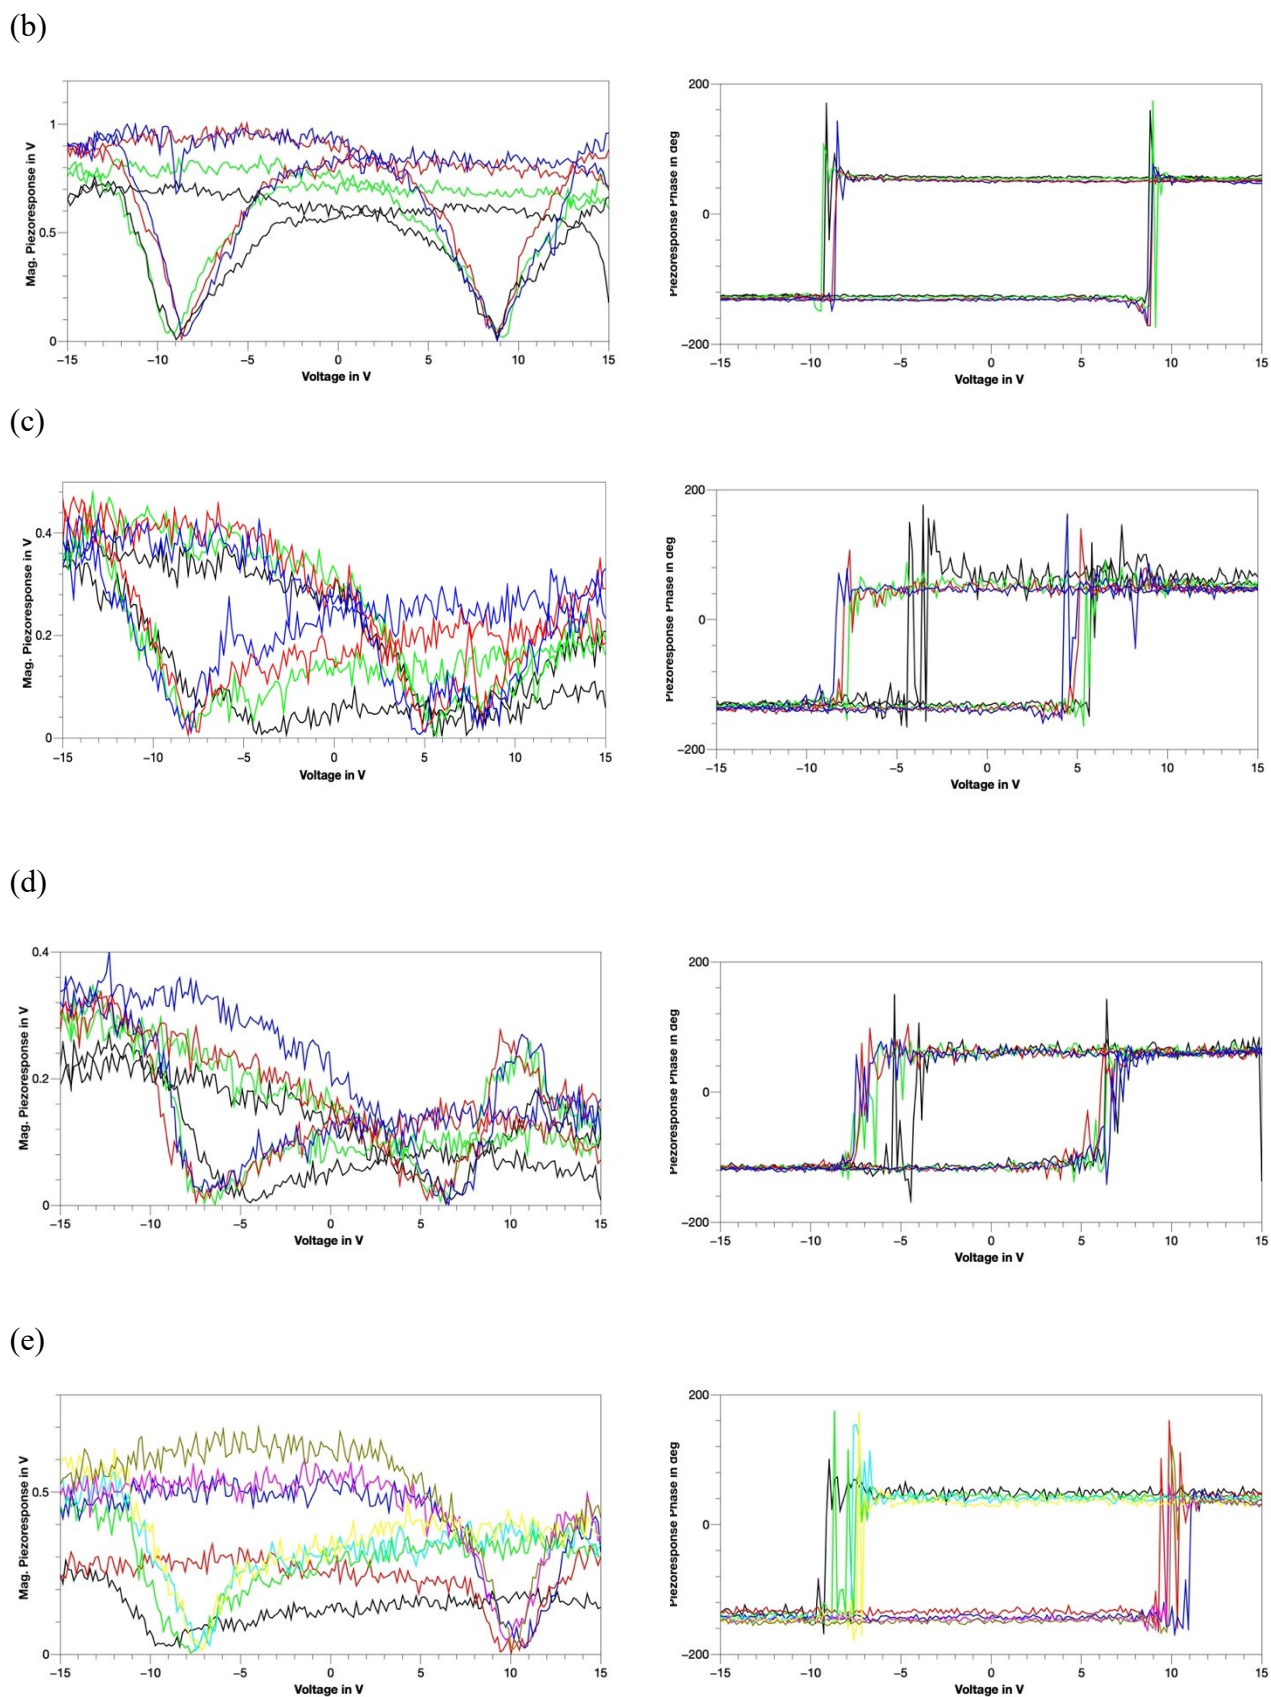 (b)
Mag. Piezoresponse in V
1
0.5
0
−15 −10 −5 0 5 10 15
Voltage in V
Piezoresponse Phase in deg
200
0
−200
−15 −10 −5 0 5 10 15
Voltage in V
(c)
Mag. Piezoresponse in V
0.4
0.2
0
−15 −10 −5 0 5 10 15
Voltage in V
Piezoresponse Phase in deg
200
0
−200
−15 −10 −5 0 5 10 15
Voltage in V
(d)
Mag. Piezoresponse in V
0.4
0.2
0
−15 −10 −5 0 5 10 15
Voltage in V
Piezoresponse Phase in deg
200
0
−200
−15 −10 −5 0 5 10 15
Voltage in V
(e)
Mag. Piezoresponse in V
0.5
0
−15 −10 −5 0 5 10 15
Voltage in V
Piezoresponse Phase in deg
200
0
−200
−15 −10 −5 0 5 10 15
Voltage in V